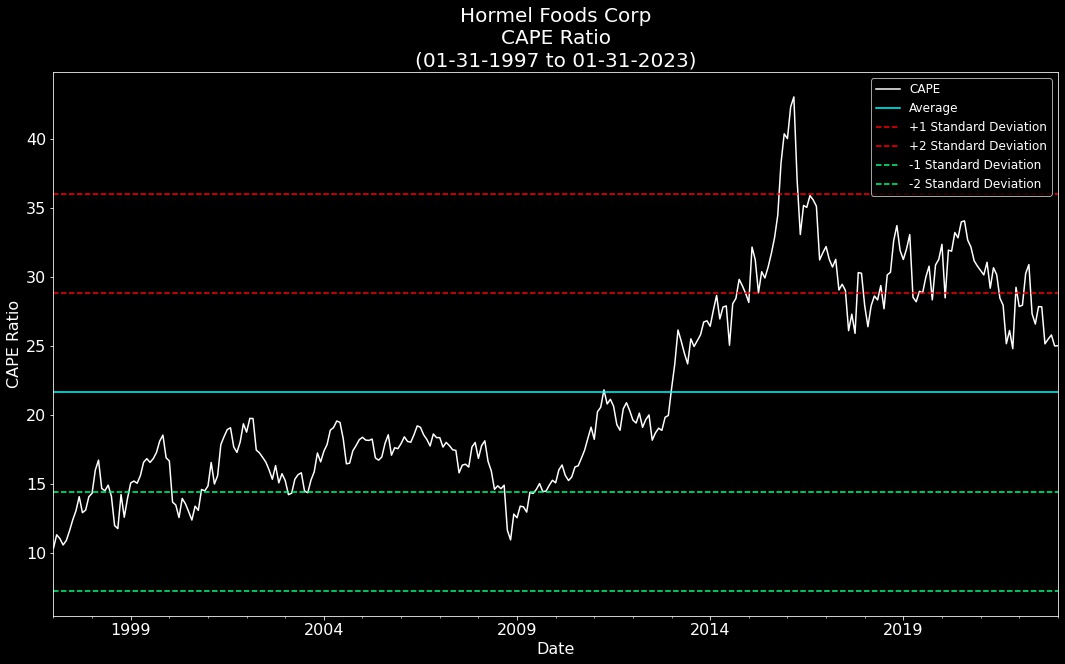 Hormel Foods Corp
CAPE Ratio
(01-31-1997 to 01-31-2023)
CAPE
Average
+1 Standard Deviation
+2 Standard Deviation
-1 Standard Deviation
-2 Standard Deviation
40
35
30
25
20
15
10
CAPE Ratio
1999
2004
2009
2014
2019
Date